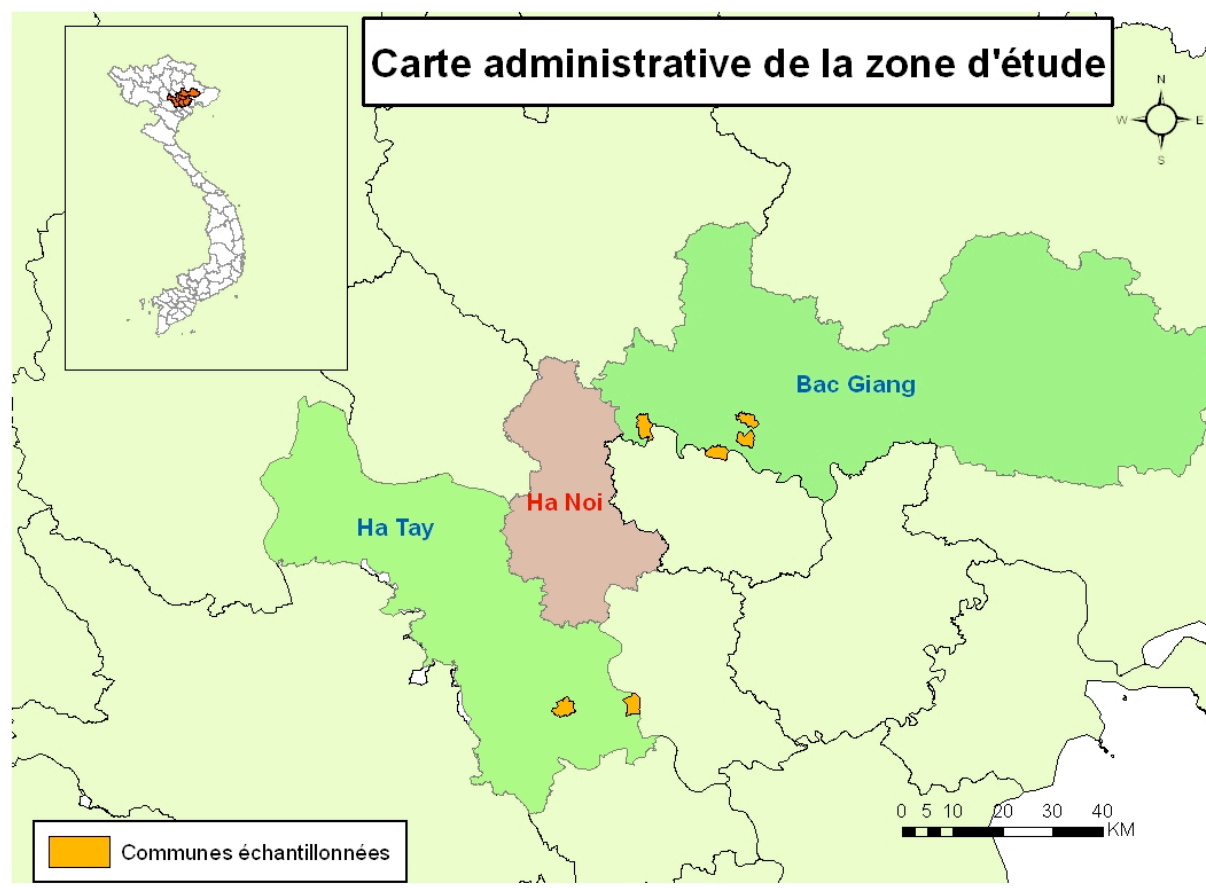 Carte administrative de la zone d'étude
N
W E
S
Bac Giang
Ha Noi
Ha Tay
0 5 10 20 30 40
KM
Communes échantillonnées